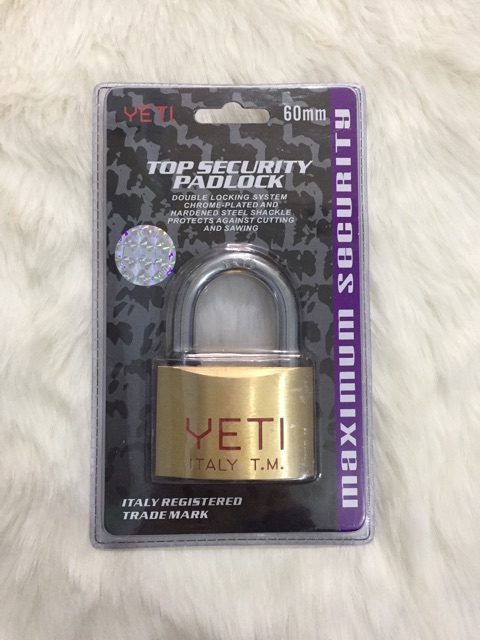 YETI
60mm
TOP SECURITY
PADLOCK
DOUBLE LOCKING SYSTEM
CHROME-PLATED AND
HARDENED STEEL SHACKLE
PROTECTS AGAINST CUTTING
AND SAWING
maximum security
YETI
ITALY T.M.
ITALY REGISTERED
TRADE MARK